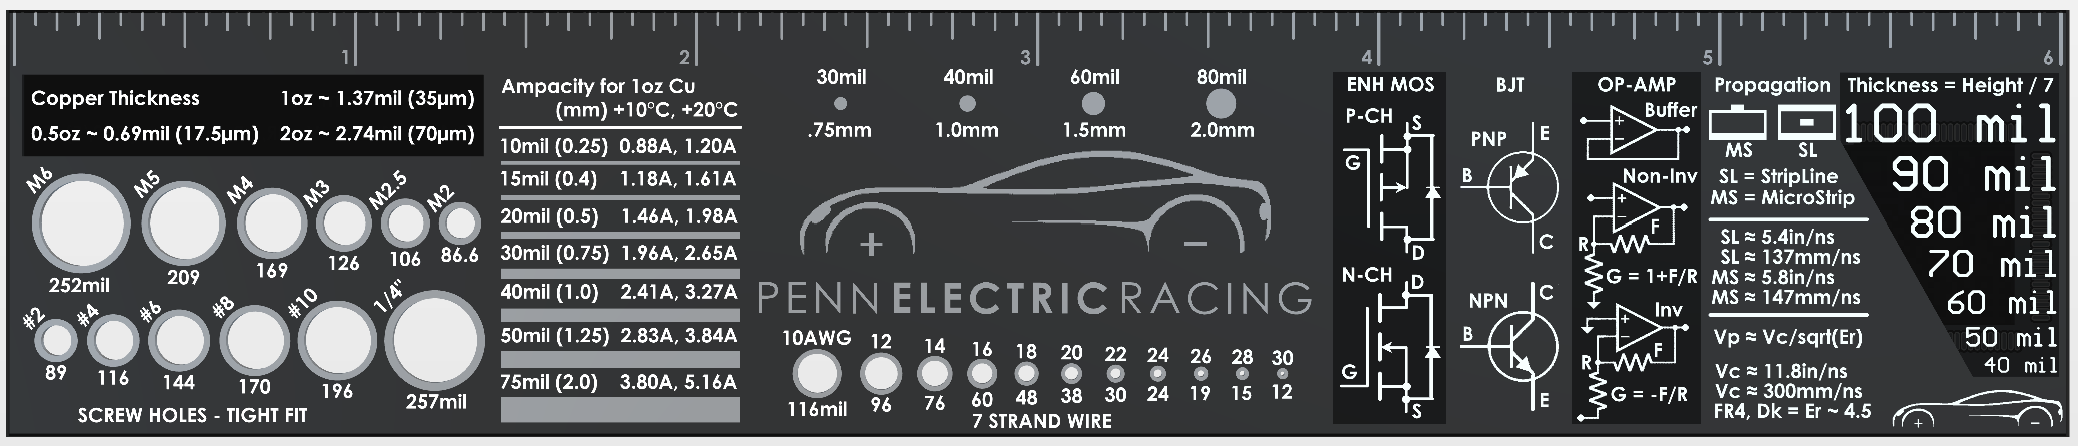 1 2 3 4 5 6
Copper Thickness 1oz ~ 1.37mil (35µm)
0.5oz ~ 0.69mil (17.5µm) 2oz ~ 2.74mil (70µm)
M6 M5 M4 M3 M2.5 M2
252mil 209 169 126 106 86.6
#2 #4 #6 #8 #10 1/4"
89 116 144 170 196 257mil
SCREW HOLES - TIGHT FIT
Ampacity for 1oz Cu
(mm) +10°C, +20°C
10mil (0.25) 0.88A, 1.20A
15mil (0.4) 1.18A, 1.61A
20mil (0.5) 1.46A, 1.98A
30mil (0.75) 1.96A, 2.65A
40mil (1.0) 2.41A, 3.27A
50mil (1.25) 2.83A, 3.84A
75mil (2.0) 3.80A, 5.16A
30mil 40mil 60mil 80mil
.75mm 1.0mm 1.5mm 2.0mm
+ −
PENNELECTRICRACING
10AWG 12 14 16 18 20 22 24 26 28 30
116mil 96 76 60 48 38 30 24 19 15 12
7 STRAND WIRE
ENH MOS
P-CH
S
G
D
N-CH
D
G
S
BJT
PNP
E
B
C
NPN
C
B
E
OP-AMP
Buffer
+
-
Non-Inv
+
-
F
R
G = 1+F/R
Inv
+
-
F
R
G = -F/R
Propagation
MS SL
SL = StripLine
MS = MicroStrip
SL ≈ 5.4in/ns
SL ≈ 137mm/ns
MS ≈ 5.8in/ns
MS ≈ 147mm/ns
Vp ≈ Vc/sqrt(Er)
Vc ≈ 11.8in/ns
Vc ≈ 300mm/ns
FR4, Dk = Er ~ 4.5
Thickness = Height / 7
100 mil
90 mil
80 mil
70 mil
60 mil
50 mil
40 mil
+ −